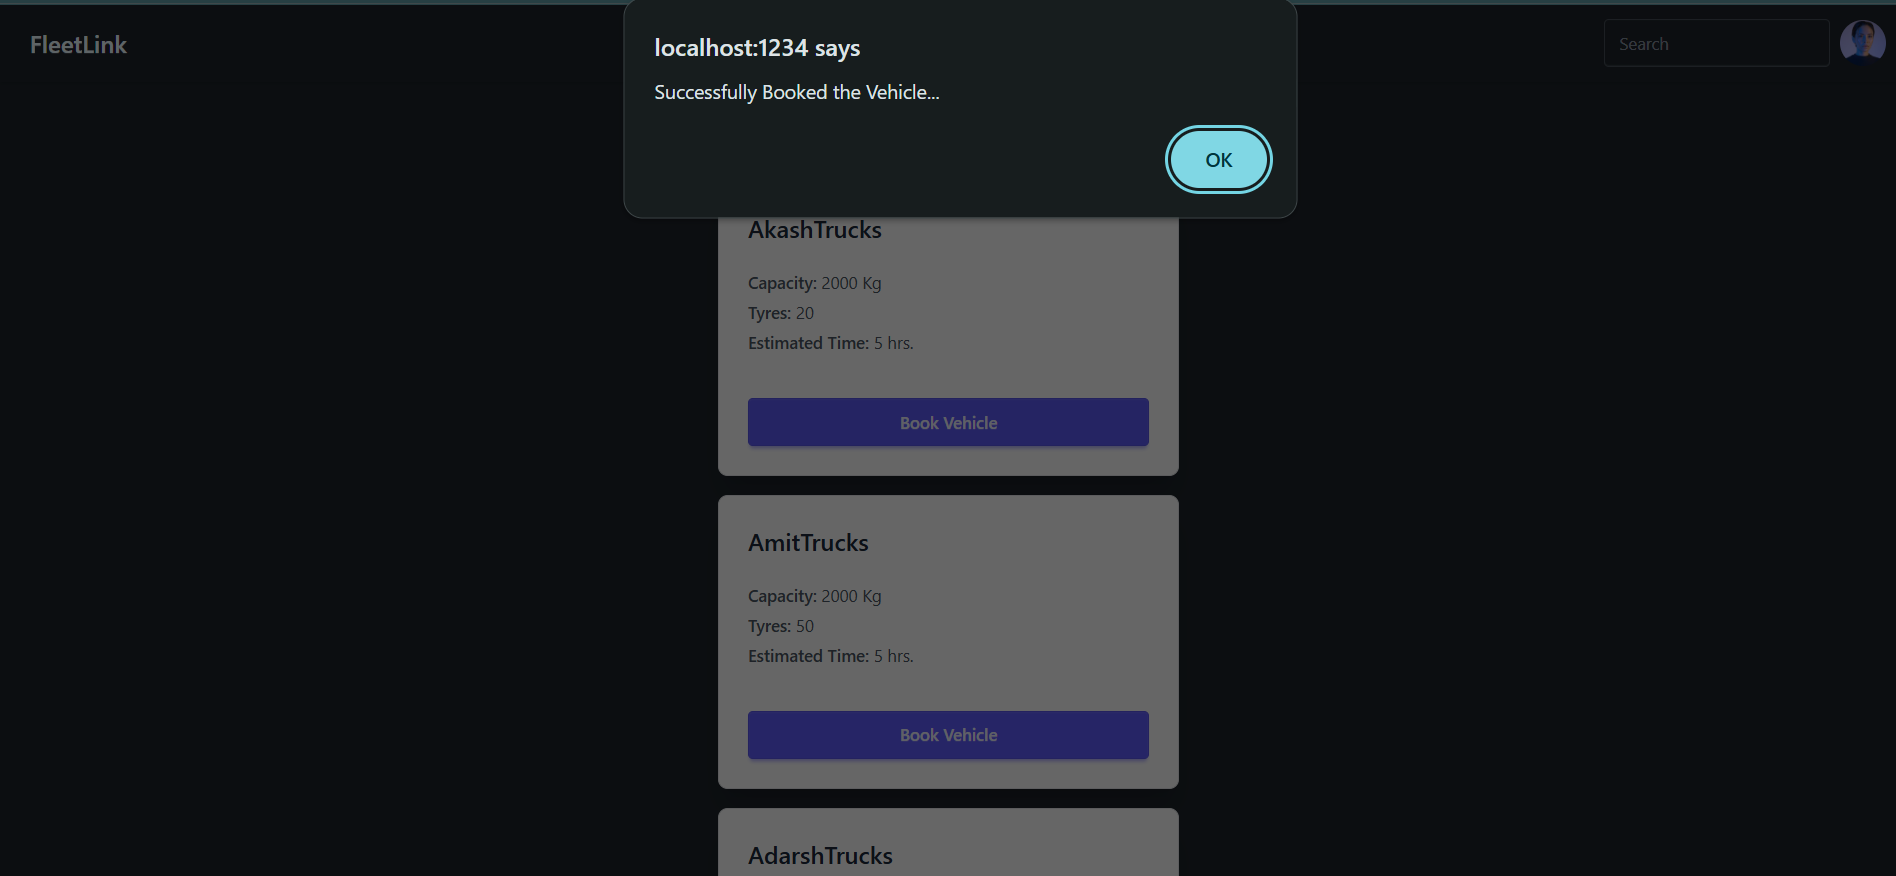 FleetLink
Search
localhost:1234 says
Successfully Booked the Vehicle...
OK
AkashTrucks
Capacity: 2000 Kg
Tyres: 20
Estimated Time: 5 hrs.
Book Vehicle
AmitTrucks
Capacity: 2000 Kg
Tyres: 50
Estimated Time: 5 hrs.
Book Vehicle
AdarshTrucks